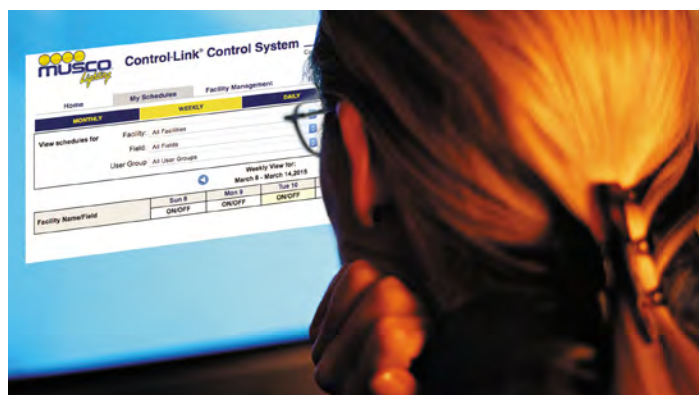 musco Lighting
Control-Link® Control System
Home My Schedules Facility Management
MONTHLY WEEKLY DAILY
View schedules for Facility: All Facilities
Field: All Fields
User Group: All User Groups
Weekly View for:
March 8 - March 14, 2015
Facility Name/Field Sun 8 Mon 9 Tue 10
ON/OFF ON/OFF ON/OFF